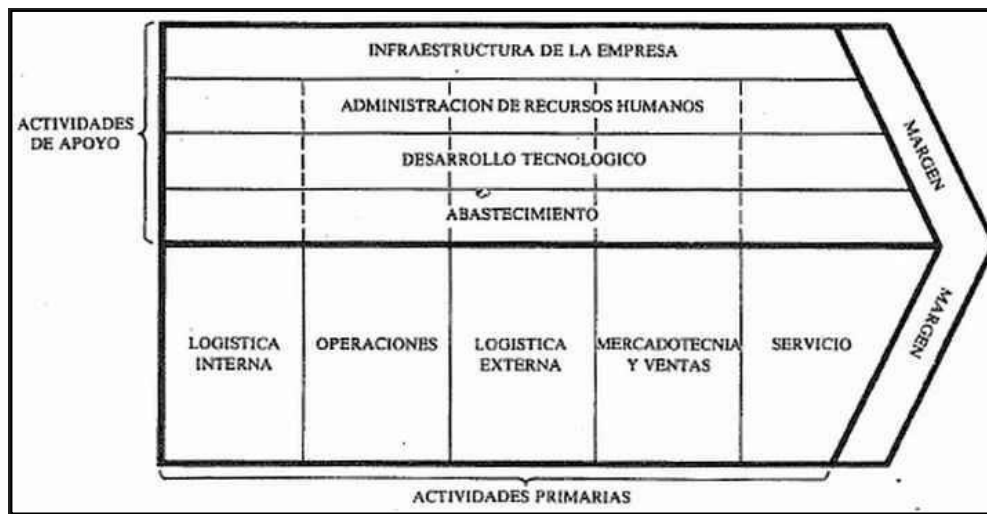 INFRAESTRUCTURA DE LA EMPRESA
ADMINISTRACION DE RECURSOS HUMANOS
ACTIVIDADES
DE APOYO
DESARROLLO TECNOLOGICO
ABASTECIMIENTO
MARGEN
MARGEN
LOGISTICA
INTERNA
OPERACIONES
LOGISTICA
EXTERNA
MERCADOTECNIA
Y VENTAS
SERVICIO
ACTIVIDADES PRIMARIAS